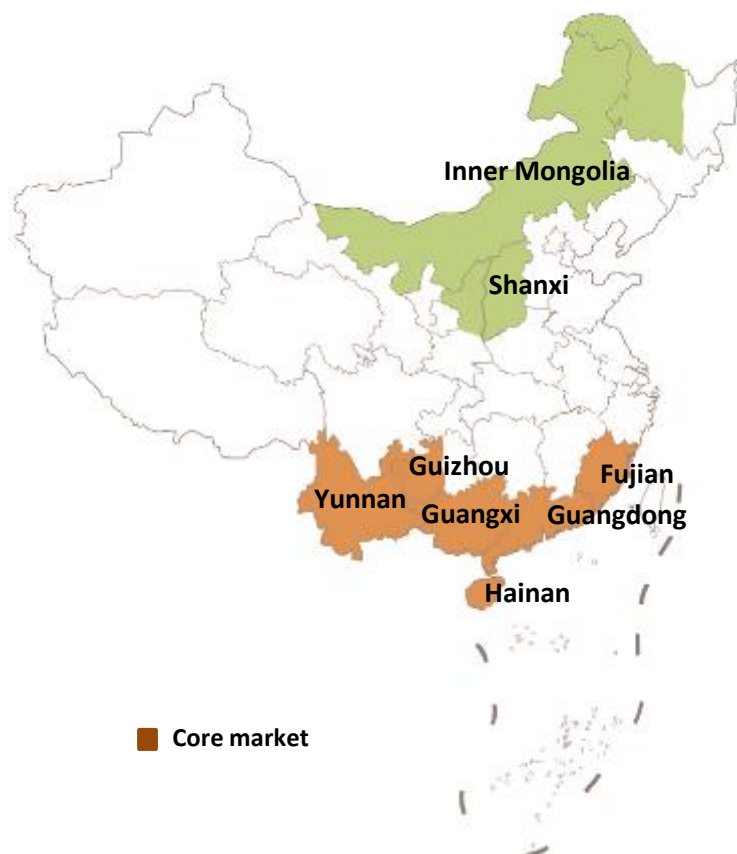 Inner Mongolia
Shanxi
Guizhou
Fujian
Yunnan
Guangxi
Guangdong
Hainan
Core market